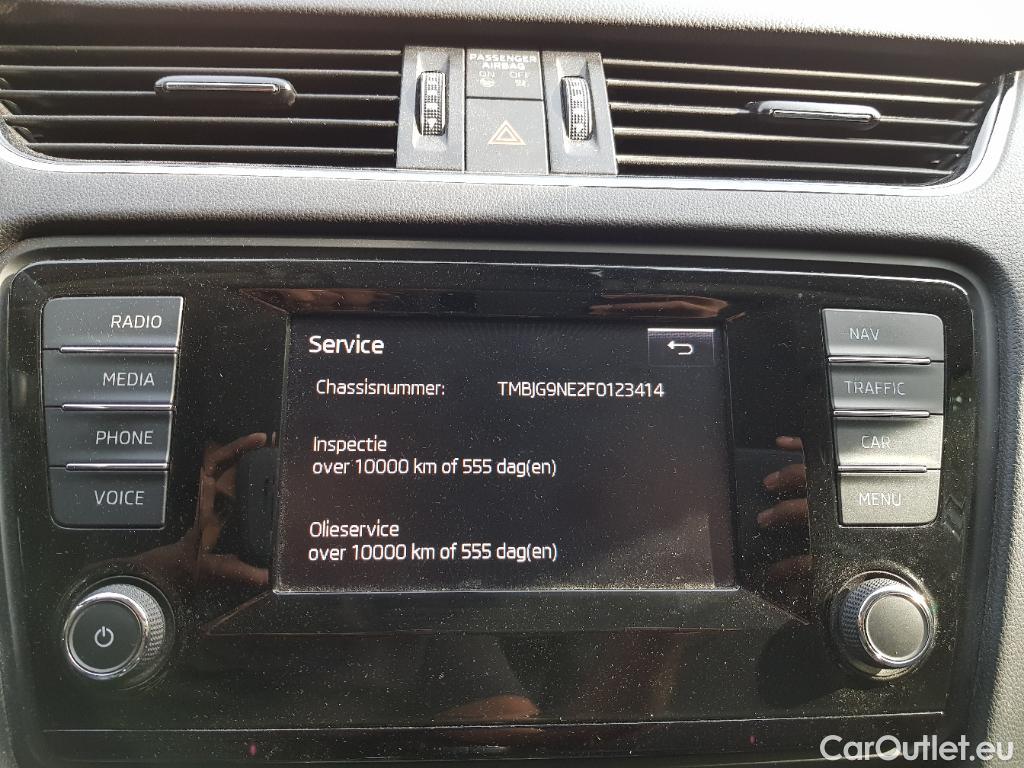 PASSENGER
AIRBAG
ON OFF
RADIO
MEDIA
PHONE
VOICE
Service
Chassisnummer: TMBJG9NE2F0123414
Inspectie
over 10000 km of 555 dag(en)
Olieservice
over 10000 km of 555 dag(en)
NAV
TRAFFIC
CAR
MENU
CarOutlet.eu